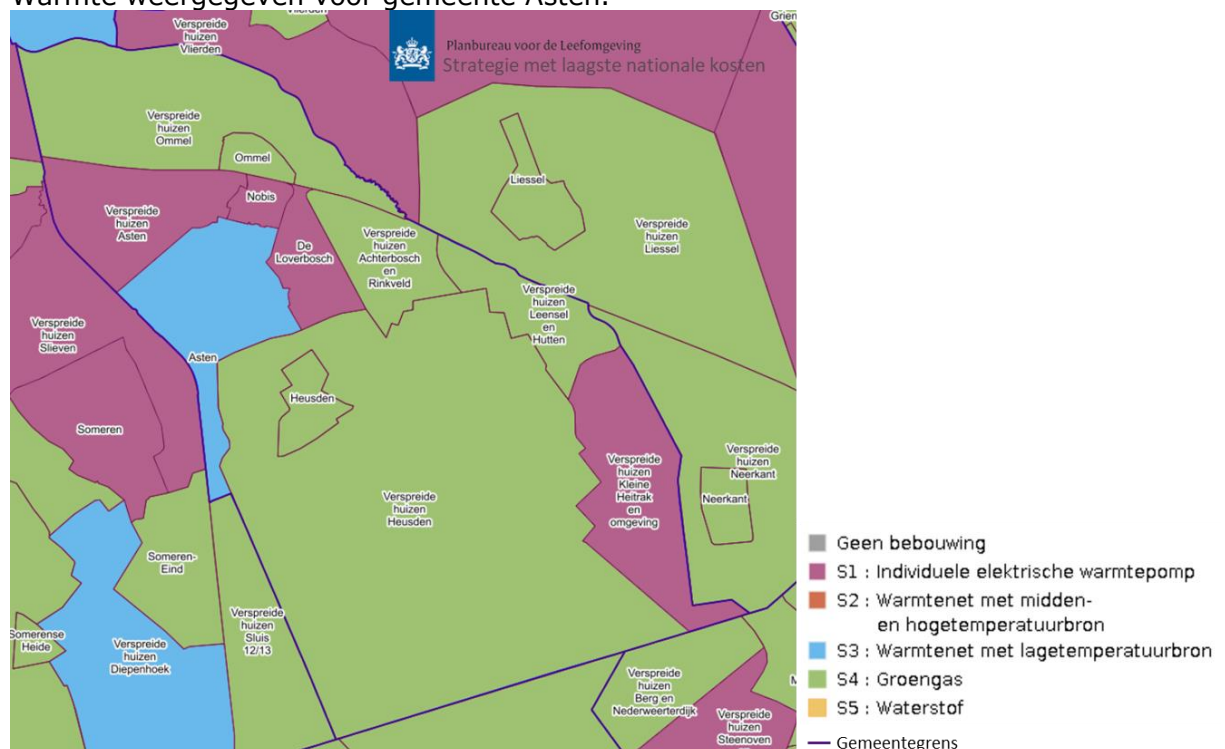 Warmte weergegeven voor gemeente Asten.
Verspreide
huizen
Vlierden
Vlierden
Planbureau voor de Leefomgeving
Strategie met laagste nationale kosten
Verspreide
huizen
Ommel
Ommel
Liessel
Nobis
Verspreide
huizen
Asten
De
Loverbosch
Verspreide
huizen
Achterbosch
en
Rinkveld
Verspreide
huizen
Liessel
Verspreide
huizen
Leensel
en
Hutten
Verspreide
huizen
Slieven
Asten
Heusden
Someren
Verspreide
huizen
Kleine
Heitrak
en
omgeving
Verspreide
huizen
Neerkant
Neerkant
Verspreide
huizen
Heusden
Someren-
Eind
Verspreide
huizen
Sluis
12/13
Somerense
Heide
Verspreide
huizen
Diepenhoek
Verspreide
huizen
Berg en
Nederweerterdijk
Verspreide
huizen
Steenoven
Geen bebouwing
S1 : Individuele elektrische warmtepomp
S2 : Warmtenet met midden-
en hogetemperatuurbron
S3 : Warmtenet met lagetemperatuurbron
S4 : Groengas
S5 : Waterstof
Gemeentegrens